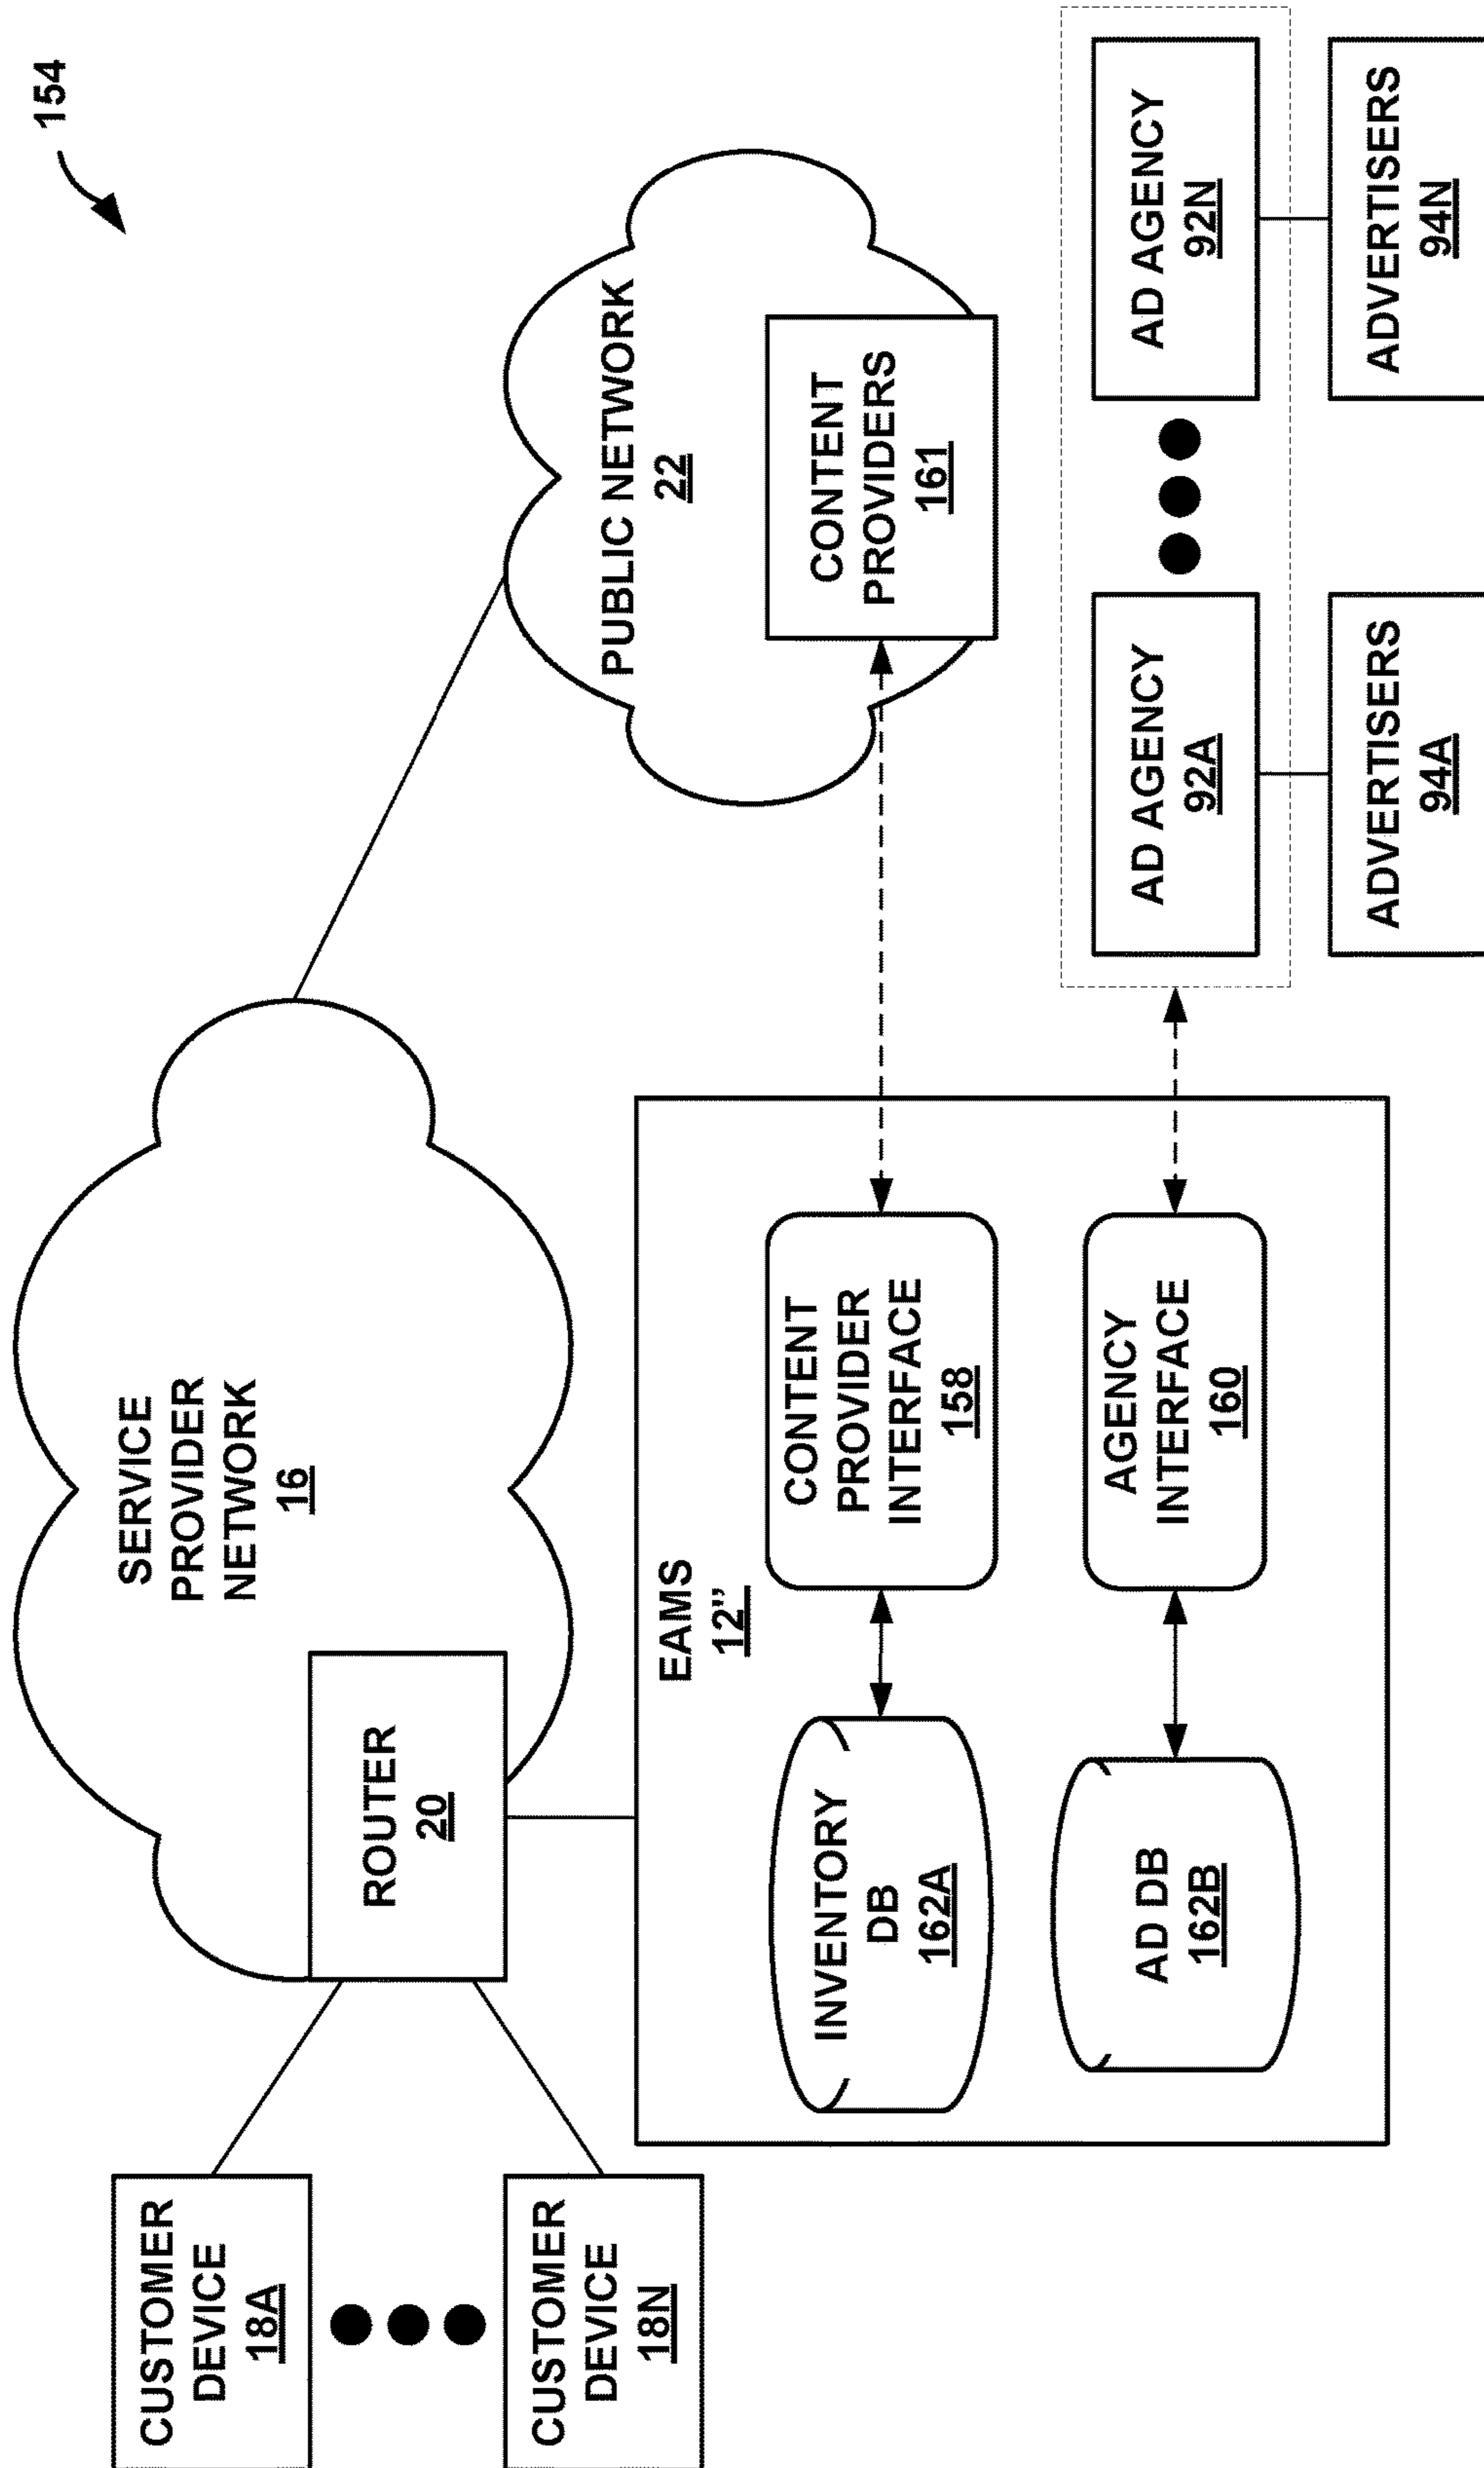 154
SERVICE
PROVIDER
NETWORK
16
ROUTER
20
CUSTOMER
DEVICE
18A
CUSTOMER
DEVICE
18N
PUBLIC NETWORK
22
CONTENT
PROVIDERS
161
EAMS
12”
INVENTORY
DB
162A
CONTENT
PROVIDER
INTERFACE
158
AD DB
162B
AGENCY
INTERFACE
160
AD AGENCY
92A
AD AGENCY
92N
ADVERTISERS
94A
ADVERTISERS
94N